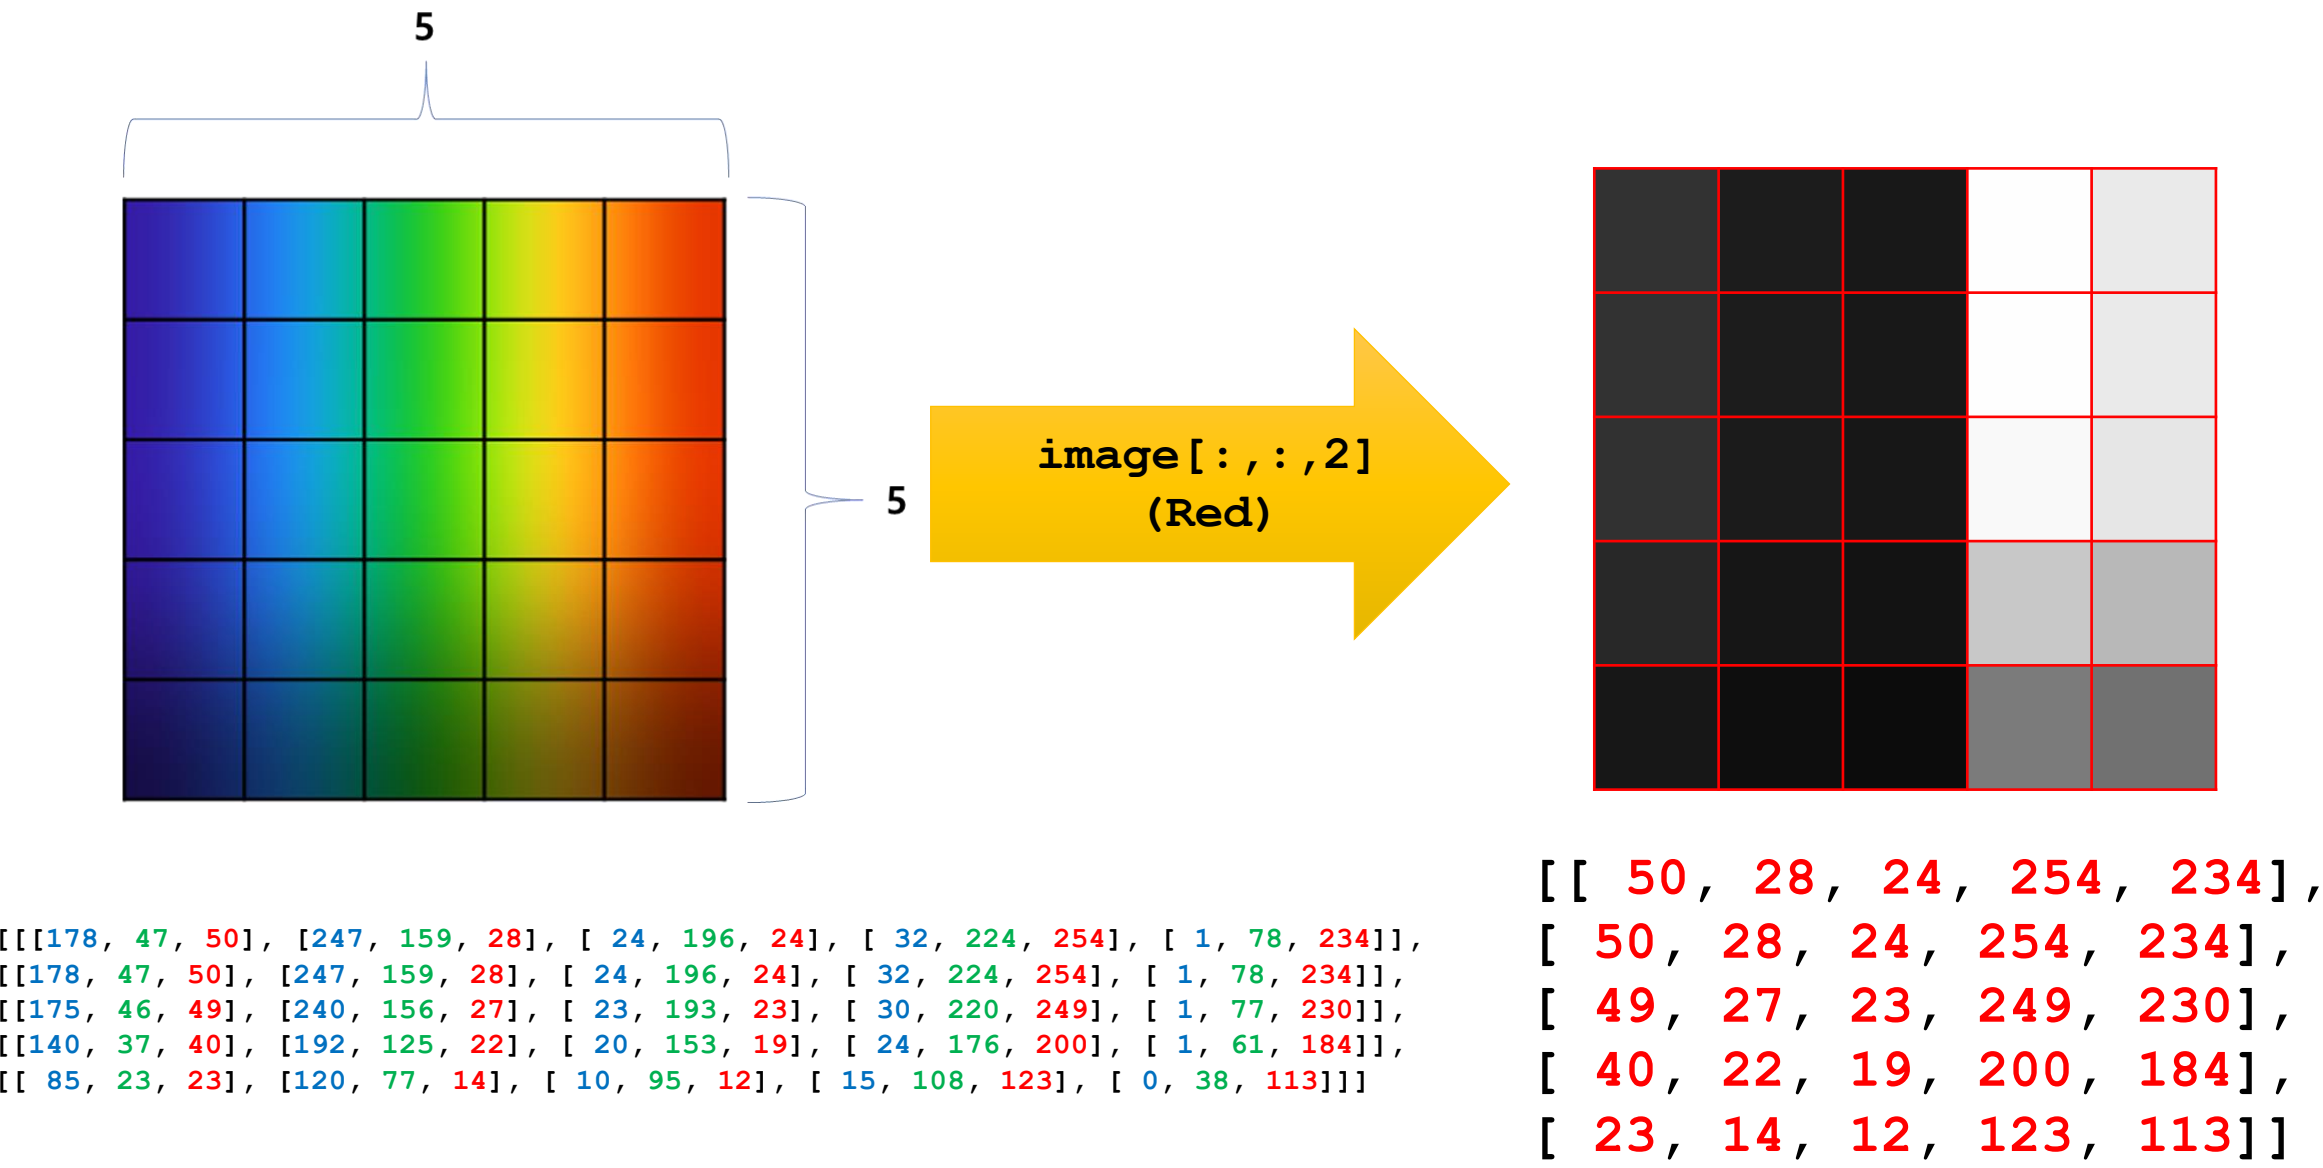 5
5
image[:,:,2]
(Red)
[[[178, 47, 50], [247, 159, 28], [ 24, 196, 24], [ 32, 224, 254], [ 1, 78, 234]],
[[178, 47, 50], [247, 159, 28], [ 24, 196, 24], [ 32, 224, 254], [ 1, 78, 234]],
[[175, 46, 49], [240, 156, 27], [ 23, 193, 23], [ 30, 220, 249], [ 1, 77, 230]],
[[140, 37, 40], [192, 125, 22], [ 20, 153, 19], [ 24, 176, 200], [ 1, 61, 184]],
[[ 85, 23, 23], [120, 77, 14], [ 10, 95, 12], [ 15, 108, 123], [ 0, 38, 113]]]
[[ 50, 28, 24, 254, 234],
[ 50, 28, 24, 254, 234],
[ 49, 27, 23, 249, 230],
[ 40, 22, 19, 200, 184],
[ 23, 14, 12, 123, 113]]